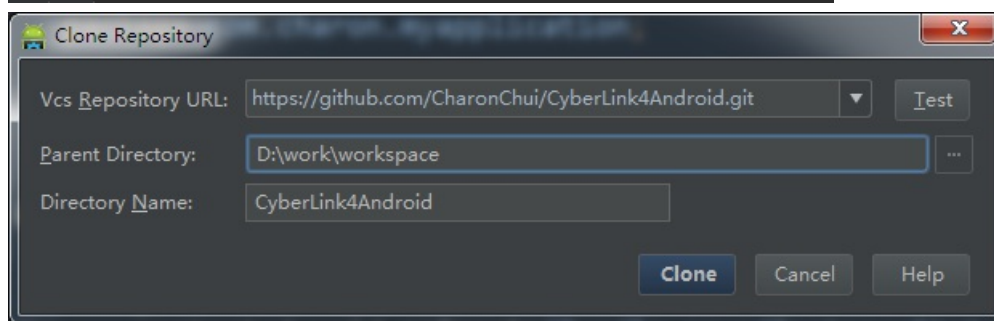 Clone Repository
Vcs Repository URL: https://github.com/CharonChui/CyberLink4Android.git Test
Parent Directory: D:\work\workspace ...
Directory Name: CyberLink4Android
Clone Cancel Help